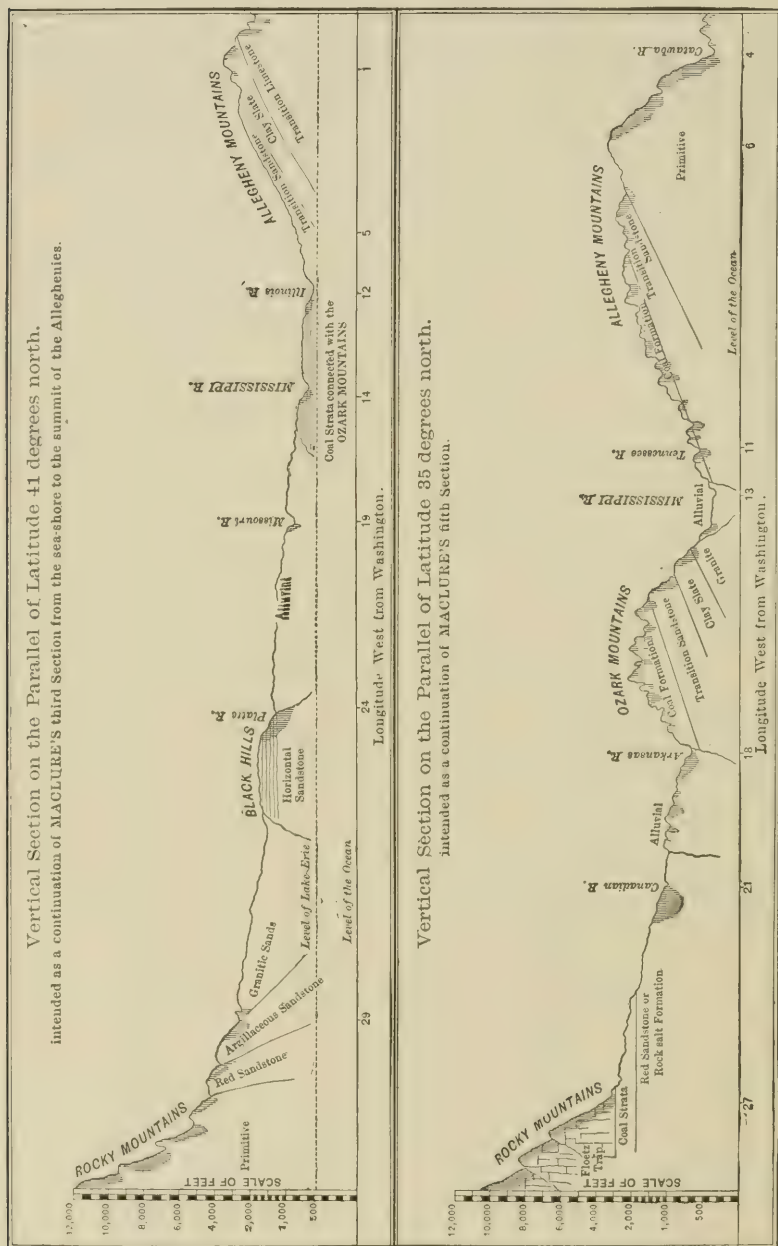 Vertical Section on the Parallel of Latitude 41 degrees north.
intended as a continuation of MACLURE'S third Section from the sea-shore to the summit of the Alleghenies.
SCALE OF FEET
12,000
10,000
8,000
6,000
4,000
2,000
1,000
500
ROCKY MOUNTAINS
Primitive
Red Sandstone
Argillaceous Sandstone
Granitic Sands
Level of Lake Erie
Level of the Ocean
BLACK HILLS
Horizontal
Sandstone
Platte R.
Alluvial
Missouri R.
MISSISSIPPI R.
Coal Strata connected with the
OZARK MOUNTAINS
Illinois R.
ALLEGHENY MOUNTAINS
Transition Sandstone
Clay Slate
Transition Limestone
29
24
19
14
12
5
1
Longitude West from Washington.
Vertical Section on the Parallel of Latitude 35 degrees north.
intended as a continuation of MACLURE'S fifth Section.
SCALE OF FEET
12,000
10,000
8,000
6,000
4,000
2,000
1,000
500
ROCKY MOUNTAINS
Floetz
Trap
Coal Strata
Red Sandstone or
Rock salt Formation
Canadian R.
Alluvial
Arkansas R.
OZARK MOUNTAINS
Coal Formation
Transition Sandstone
Clay Slate
Granite
Alluvial
MISSISSIPPI R.
Tennessee R.
ALLEGHENY MOUNTAINS
Formation
Transition Sandstone
Primitive
Catawba R.
Level of the Ocean
27
21
18
13
11
6
4
Longitude West from Washington.